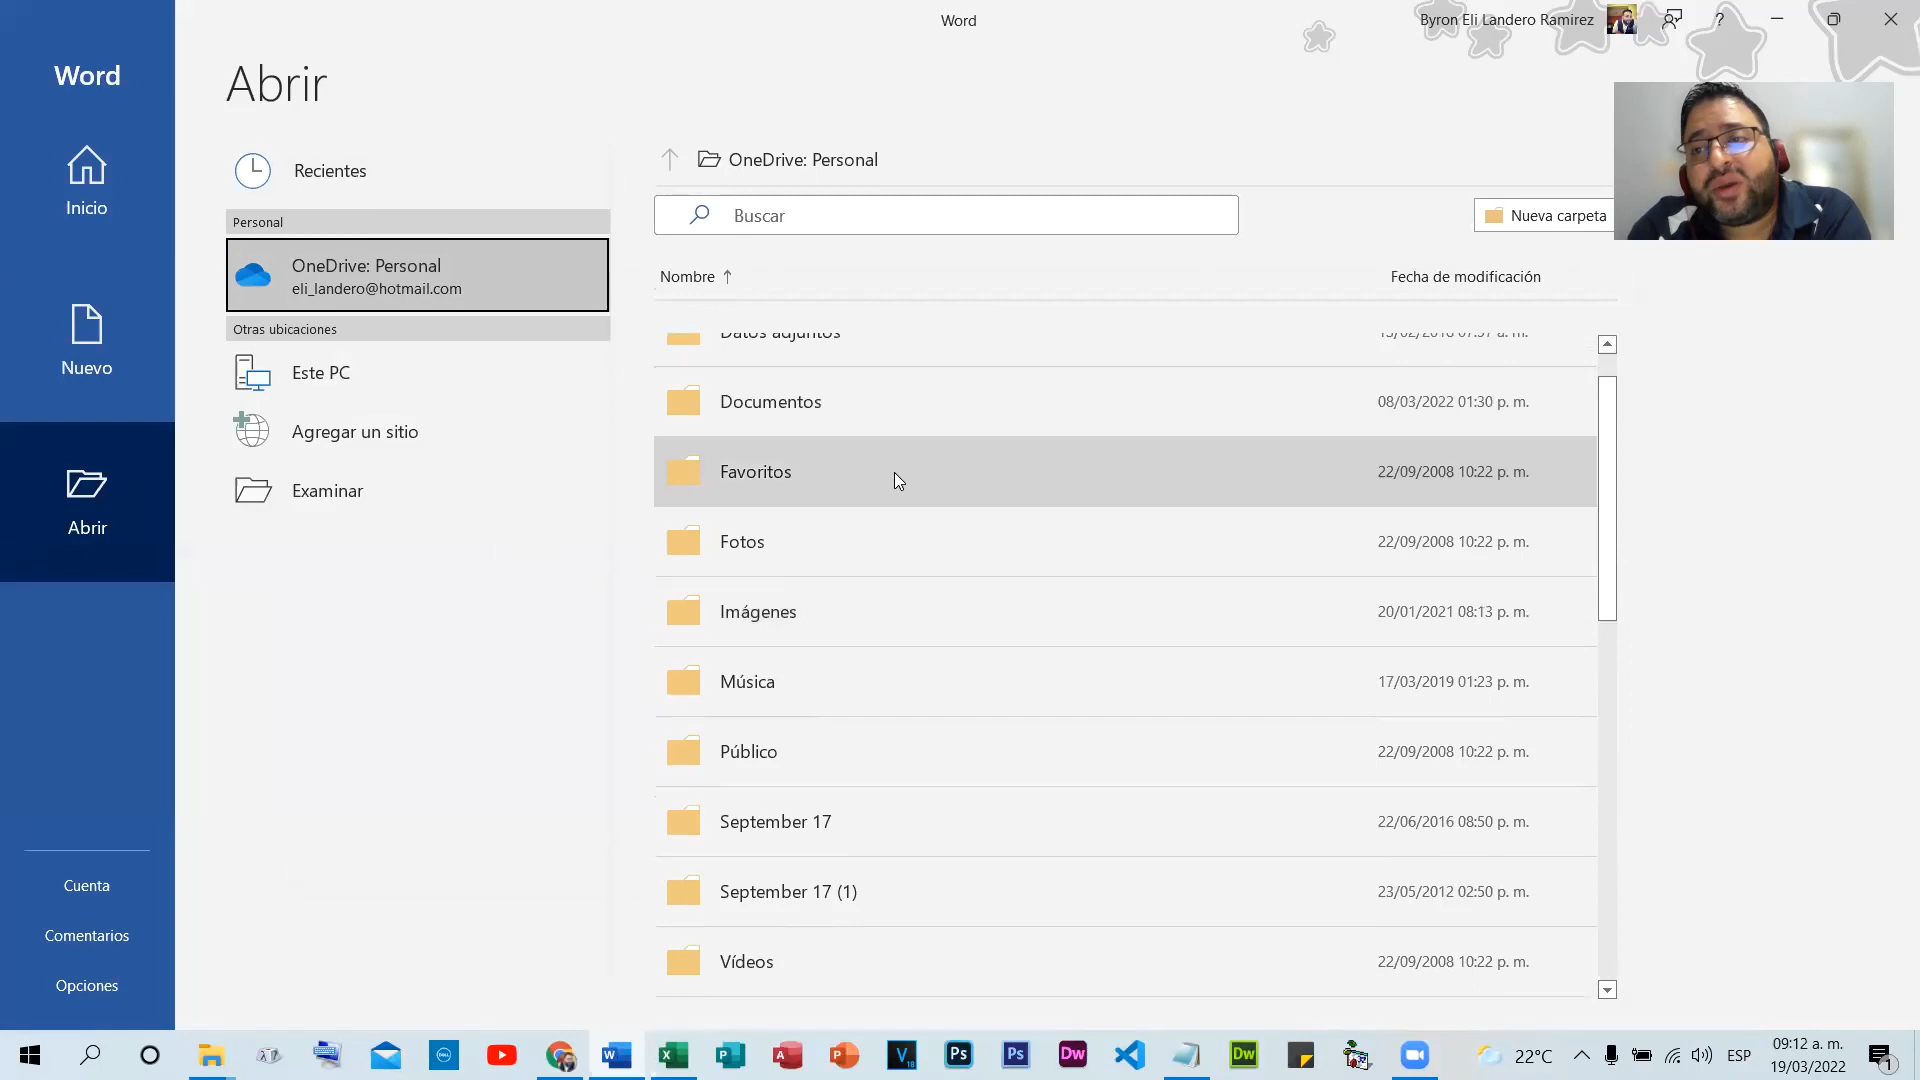 Word
Byron Eli Landero Ramirez
?
Word
Inicio
Nuevo
Abrir
Cuenta
Comentarios
Opciones
Abrir
Recientes
Personal
OneDrive: Personal
eli_landero@hotmail.com
Otras ubicaciones
Este PC
Agregar un sitio
Examinar
OneDrive: Personal
Buscar
Nueva carpeta
Nombre
Fecha de modificación
Datos adjuntos
Documentos 08/03/2022 01:30 p. m.
Favoritos 22/09/2008 10:22 p. m.
Fotos 22/09/2008 10:22 p. m.
Imágenes 20/01/2021 08:13 p. m.
Música 17/03/2019 01:23 p. m.
Público 22/09/2008 10:22 p. m.
September 17 22/06/2016 08:50 p. m.
September 17 (1) 23/05/2012 02:50 p. m.
Vídeos 22/09/2008 10:22 p. m.
22°C
ESP
09:12 a. m.
19/03/2022
1